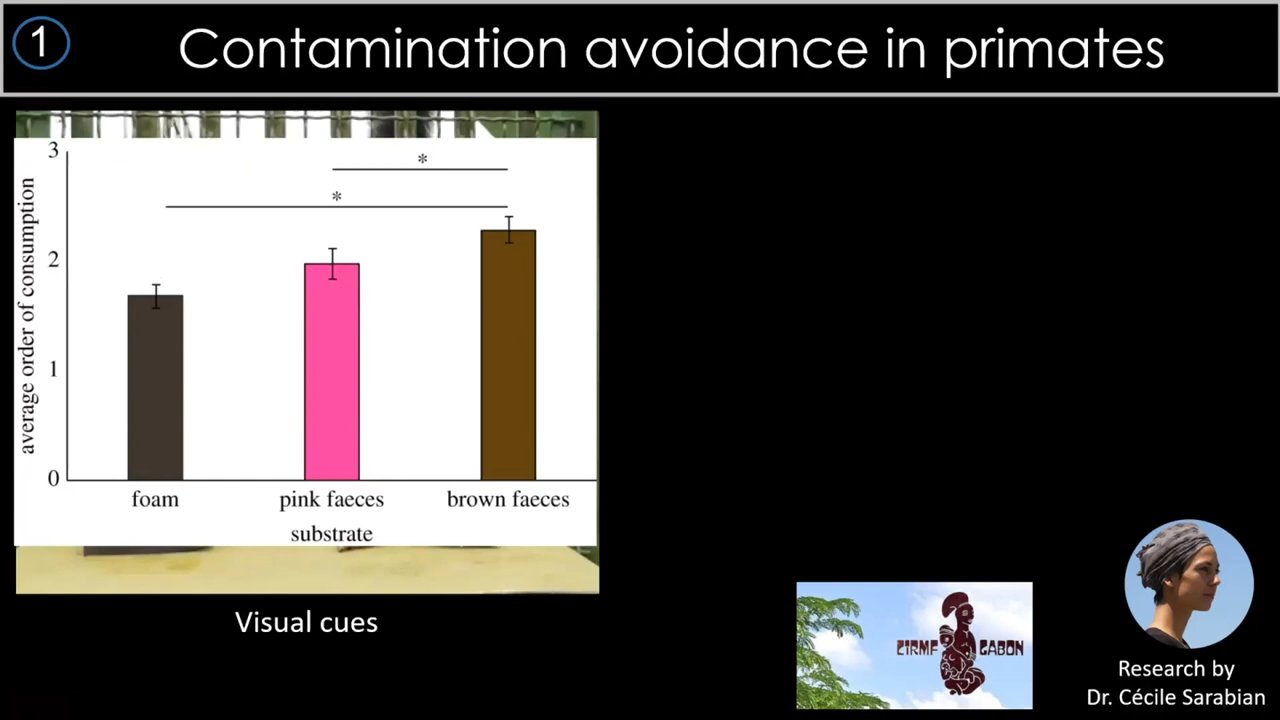 1
Contamination avoidance in primates
3
*
*
2
1
0
average order of consumption
foam
pink faeces
brown faeces
substrate
Visual cues
CIRMF GABON
Research by
Dr. Cécile Sarabian